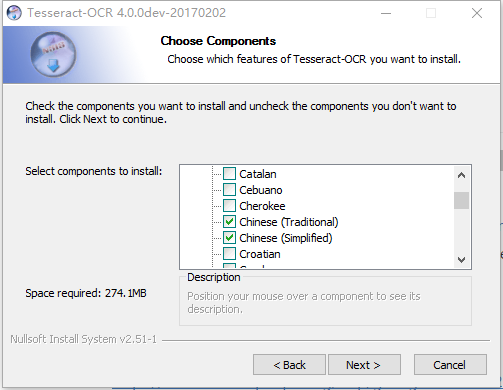 Tesseract-OCR 4.0.0dev-20170202
Choose Components
Choose which features of Tesseract-OCR you want to install.
Check the components you want to install and uncheck the components you don't want to
install. Click Next to continue.
Select components to install:
Catalan
Cebuano
Cherokee
Chinese (Traditional)
Chinese (Simplified)
Croatian
Description
Space required: 274.1MB
Position your mouse over a component to see its
description.
Nullsoft Install System v2.51-1
< Back
Next >
Cancel